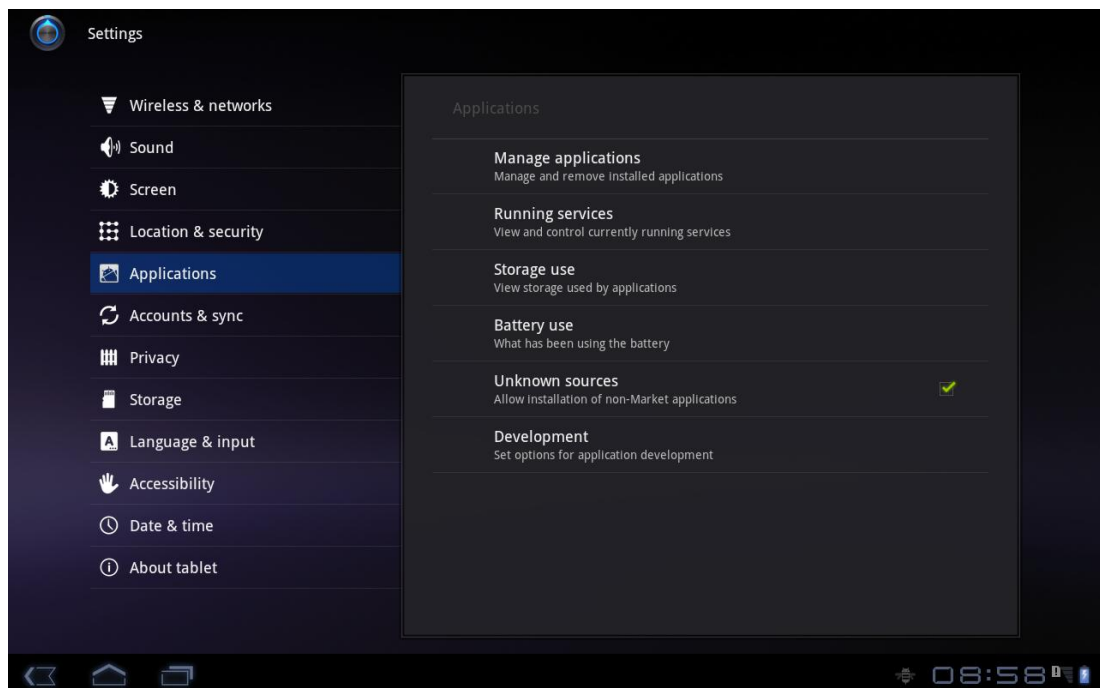 Settings
Wireless & networks
Sound
Screen
Location & security
Applications
Accounts & sync
Privacy
Storage
Language & input
Accessibility
Date & time
About tablet
Applications
Manage applications
Manage and remove installed applications
Running services
View and control currently running services
Storage use
View storage used by applications
Battery use
What has been using the battery
Unknown sources
Allow installation of non-Market applications
Development
Set options for application development
08:58